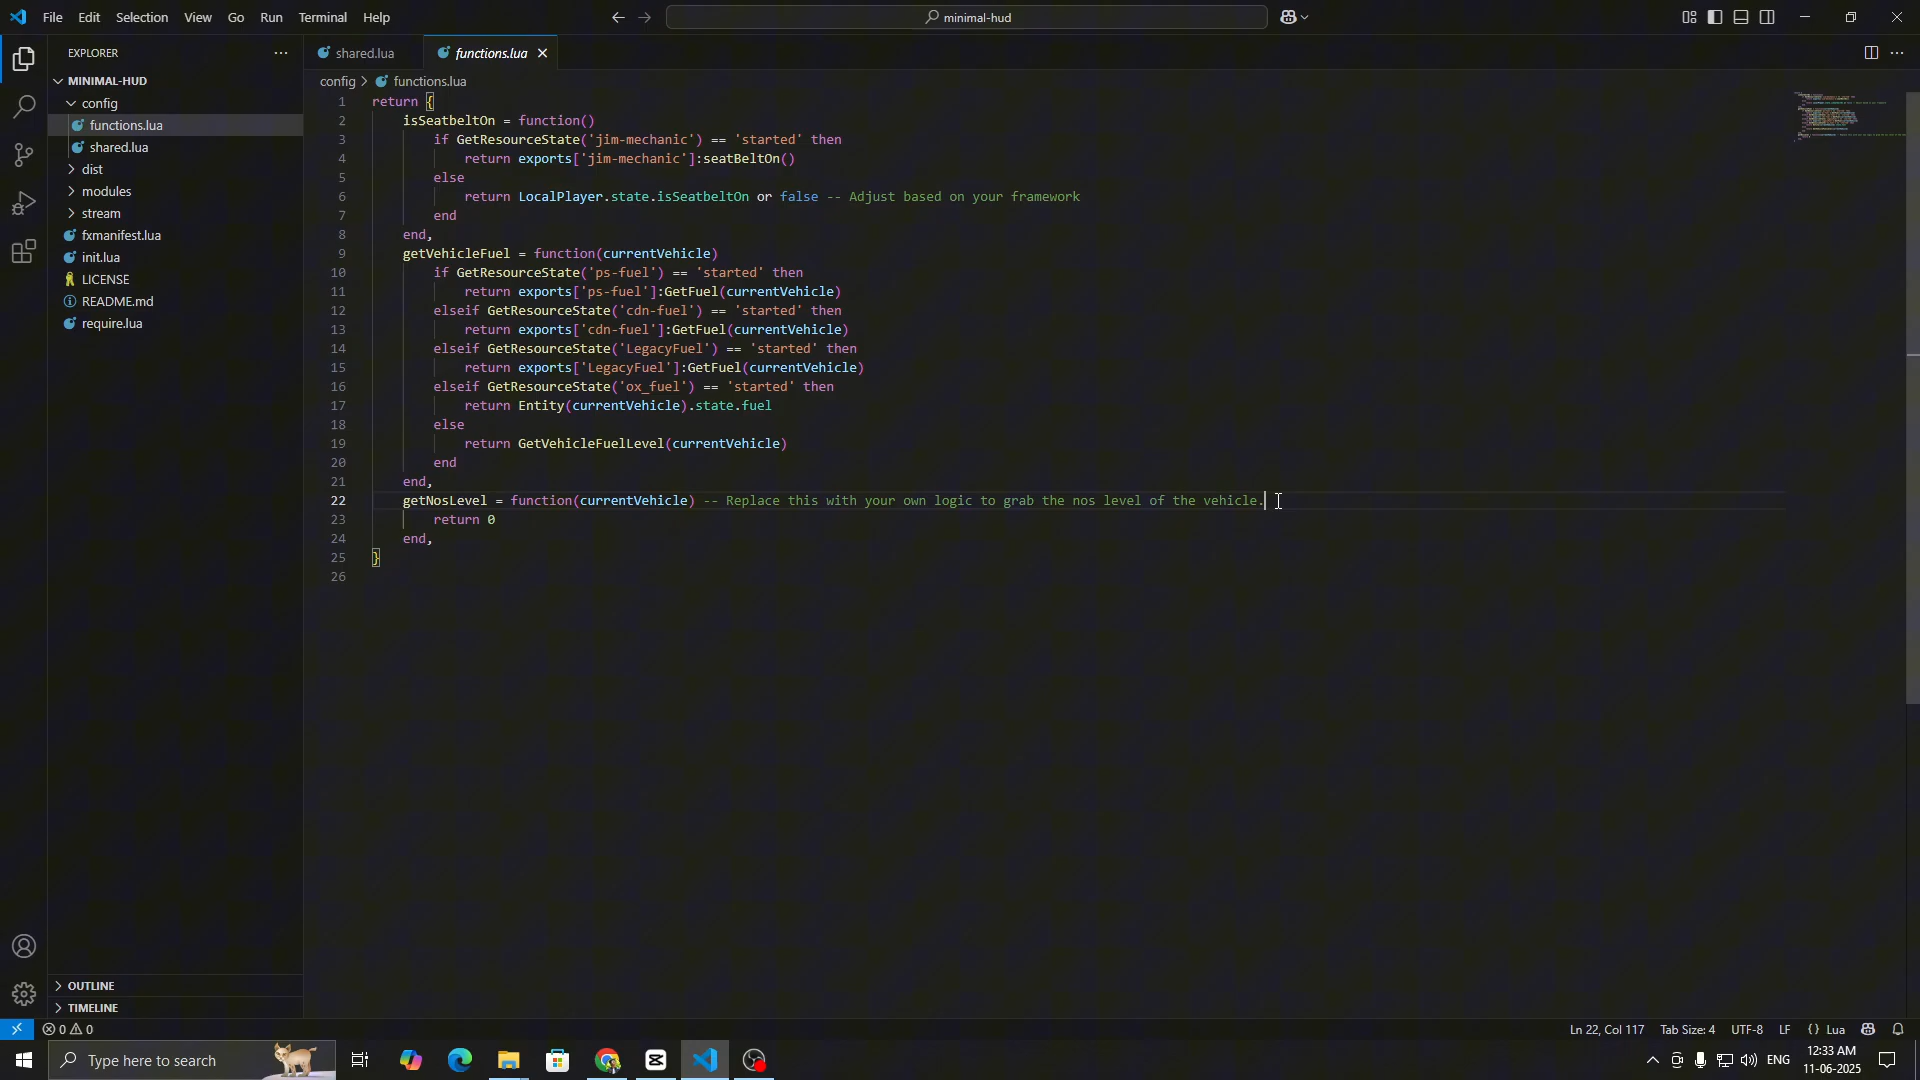 File Edit Selection View Go Run Terminal Help
minimal-hud
EXPLORER
MINIMAL-HUD
config
functions.lua
shared.lua
dist
modules
stream
fxmanifest.lua
init.lua
LICENSE
README.md
require.lua
OUTLINE
TIMELINE
shared.lua functions.lua
config > functions.lua
1 return {
2 isSeatbeltOn = function()
3 if GetResourceState('jim-mechanic') == 'started' then
4 return exports['jim-mechanic']:seatBeltOn()
5 else
6 return LocalPlayer.state.isSeatbeltOn or false -- Adjust based on your framework
7 end
8 end,
9 getVehicleFuel = function(currentVehicle)
10 if GetResourceState('ps-fuel') == 'started' then
11 return exports['ps-fuel']:GetFuel(currentVehicle)
12 elseif GetResourceState('cdn-fuel') == 'started' then
13 return exports['cdn-fuel']:GetFuel(currentVehicle)
14 elseif GetResourceState('LegacyFuel') == 'started' then
15 return exports['LegacyFuel']:GetFuel(currentVehicle)
16 elseif GetResourceState('ox_fuel') == 'started' then
17 return Entity(currentVehicle).state.fuel
18 else
19 return GetVehicleFuelLevel(currentVehicle)
20 end
21 end,
22 getNosLevel = function(currentVehicle) -- Replace this with your own logic to grab the nos level of the vehicle.
23 return 0
24 end,
25 }
26
0 0
Ln 22, Col 117 Tab Size: 4 UTF-8 LF {} Lua
Type here to search
ENG
12:33 AM
11-06-2025